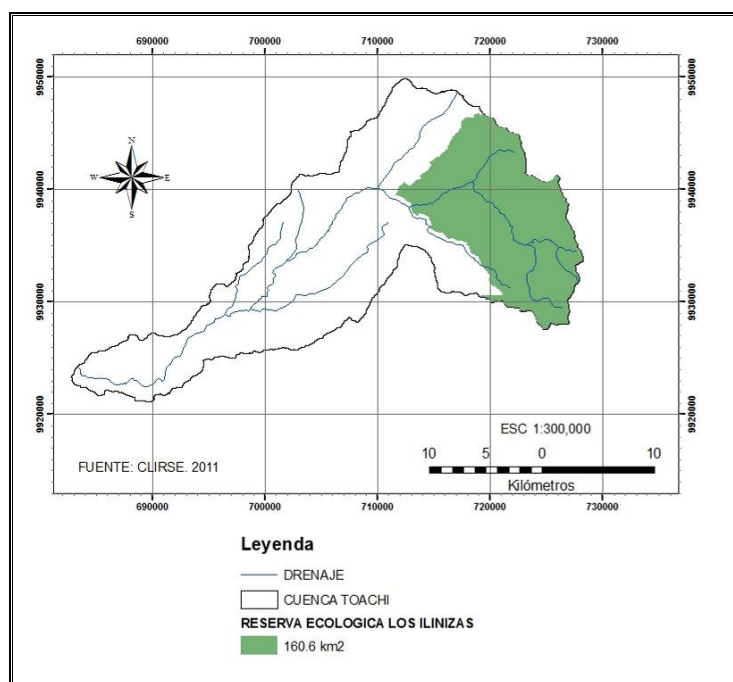 690000 700000 710000 720000 730000
9950000 9950000
N
W E
S
9940000 9940000
9930000 9930000
9920000 9920000
ESC 1:300,000
10 5 0 10
Kilómetros
FUENTE: CLIRSE. 2011
690000 700000 710000 720000 730000
Leyenda
DRENAJE
CUENCA TOACHI
RESERVA ECOLOGICA LOS ILINIZAS
160.6 km2